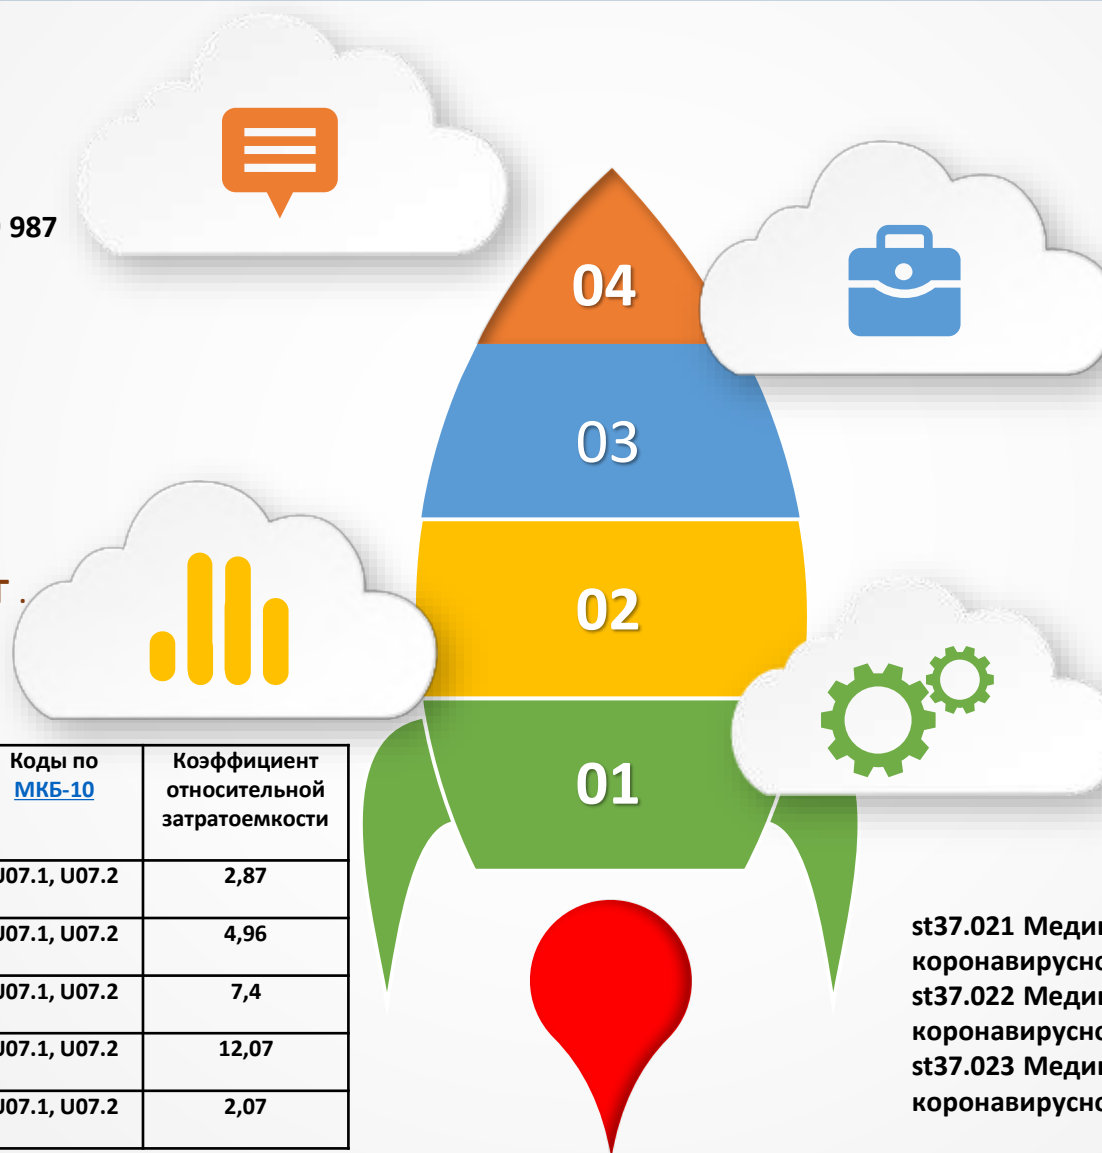 987
04
03
02
01
Коды по
МКБ-10
Коэффициент
относительной
затратоемкости
U07.1, U07.2 2,87
U07.1, U07.2 4,96
U07.1, U07.2 7,4
U07.1, U07.2 12,07
U07.1, U07.2 2,07
st37.021
st37.022
st37.023